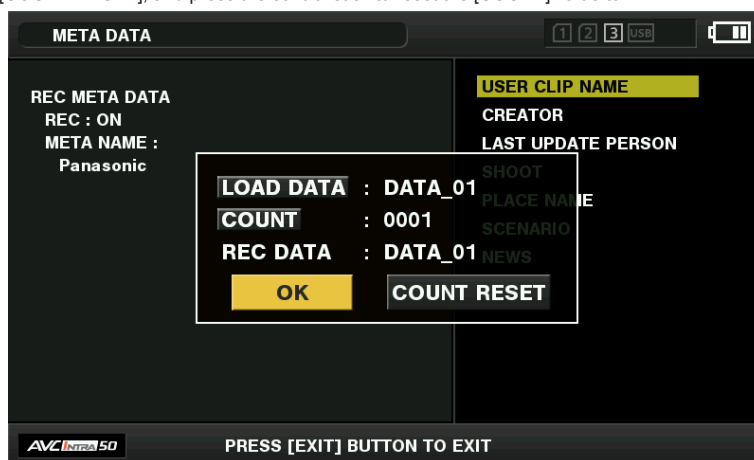 META DATA
1 2 3 USB
REC META DATA
REC : ON
META NAME :
Panasonic
USER CLIP NAME
CREATOR
LAST UPDATE PERSON
SHOOT
PLACE NAME
SCENARIO
NEWS
LOAD DATA : DATA_01
COUNT : 0001
REC DATA : DATA_01
OK COUNT RESET
AVC INTRA 50
PRESS [EXIT] BUTTON TO EXIT